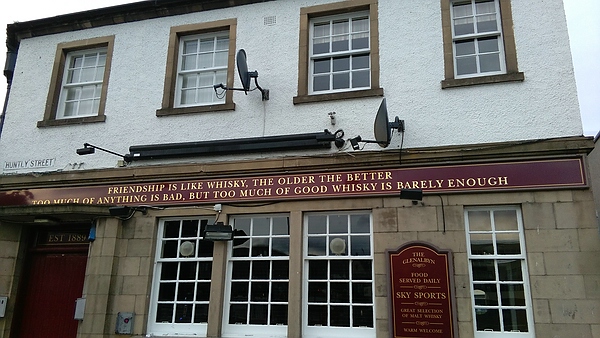 HUNTLY STREET
FRIENDSHIP IS LIKE WHISKY, THE OLDER THE BETTER
TOO MUCH OF ANYTHING IS BAD, BUT TOO MUCH OF GOOD WHISKY IS BARELY ENOUGH
EST 1889
THE
GLENALBYN
FOOD
SERVED DAILY
SKY SPORTS
GREAT SELECTION
OF MALT WHISKY
WARM WELCOME